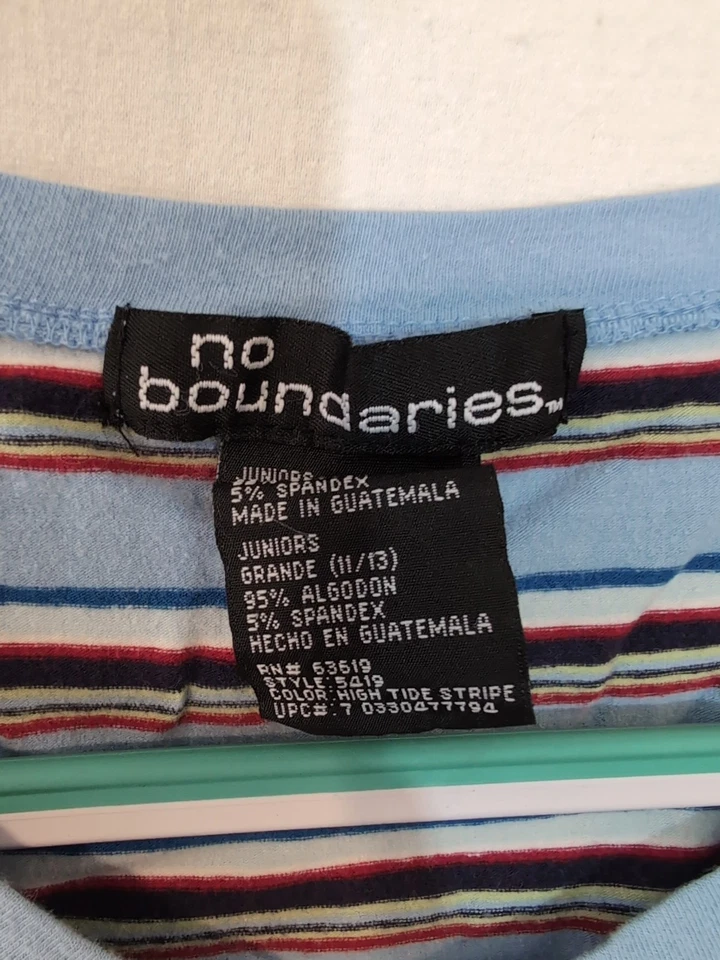 no
boundaries™
JUNIORS
5% SPANDEX
MADE IN GUATEMALA
JUNIORS
GRANDE (11/13)
95% ALGODON
5% SPANDEX
HECHO EN GUATEMALA
RN# 63619
STYLE: 5419
COLOR: HIGH TIDE STRIPE
UPC#: 7 0330477794